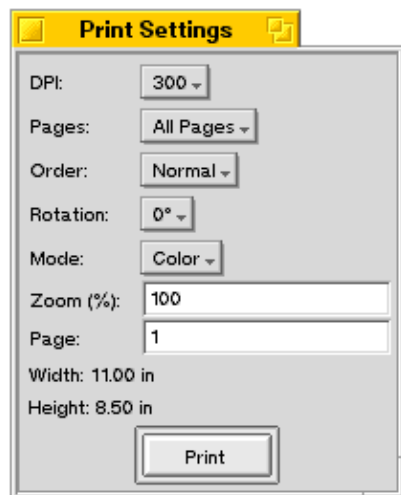 Print Settings
DPI: 300
Pages: All Pages
Order: Normal
Rotation: 0°
Mode: Color
Zoom (%): 100
Page: 1
Width: 11.00 in
Height: 8.50 in
Print